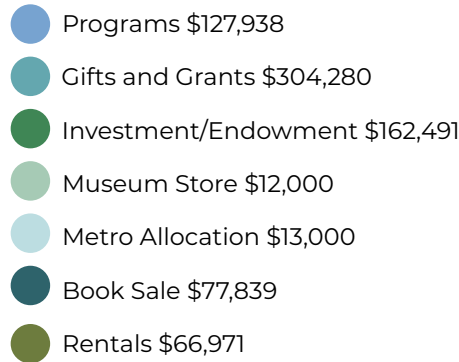 Programs $127,938
Gifts and Grants $304,280
Investment/Endowment $162,491
Museum Store $12,000
Metro Allocation $13,000
Book Sale $77,839
Rentals $66,971